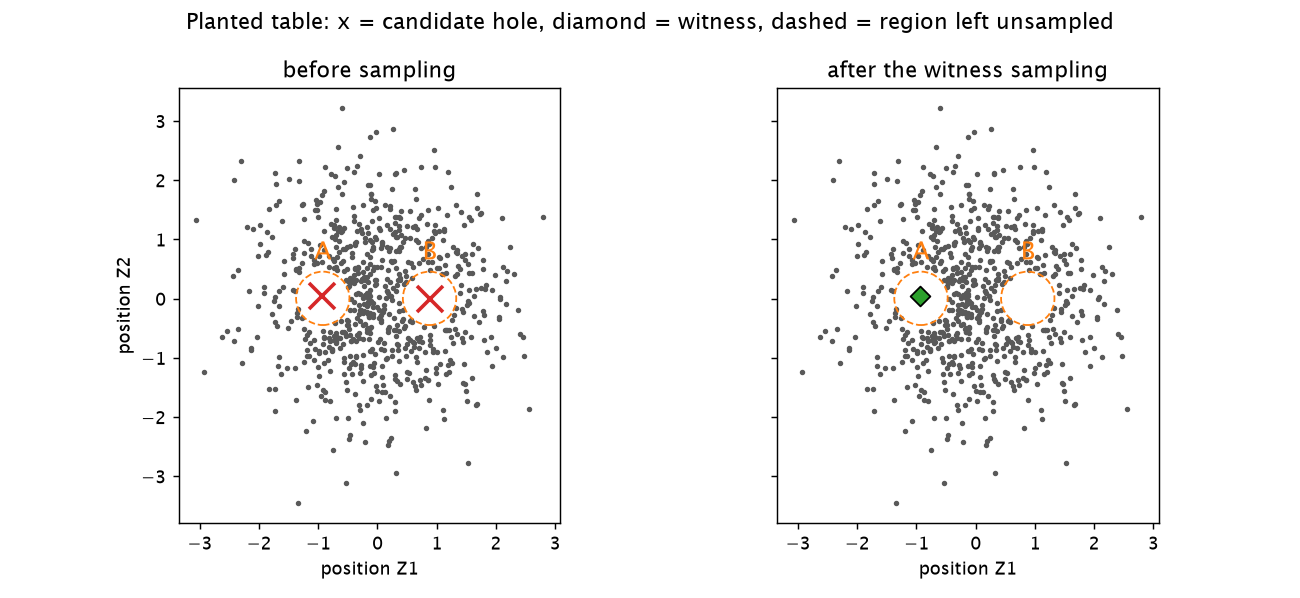 Planted table: x = candidate hole, diamond = witness, dashed = region left unsampled
before sampling
3
2
1
0
−1
−2
−3
position Z2
A
B
−3 −2 −1 0 1 2 3
position Z1
after the witness sampling
A
B
−3 −2 −1 0 1 2 3
position Z1